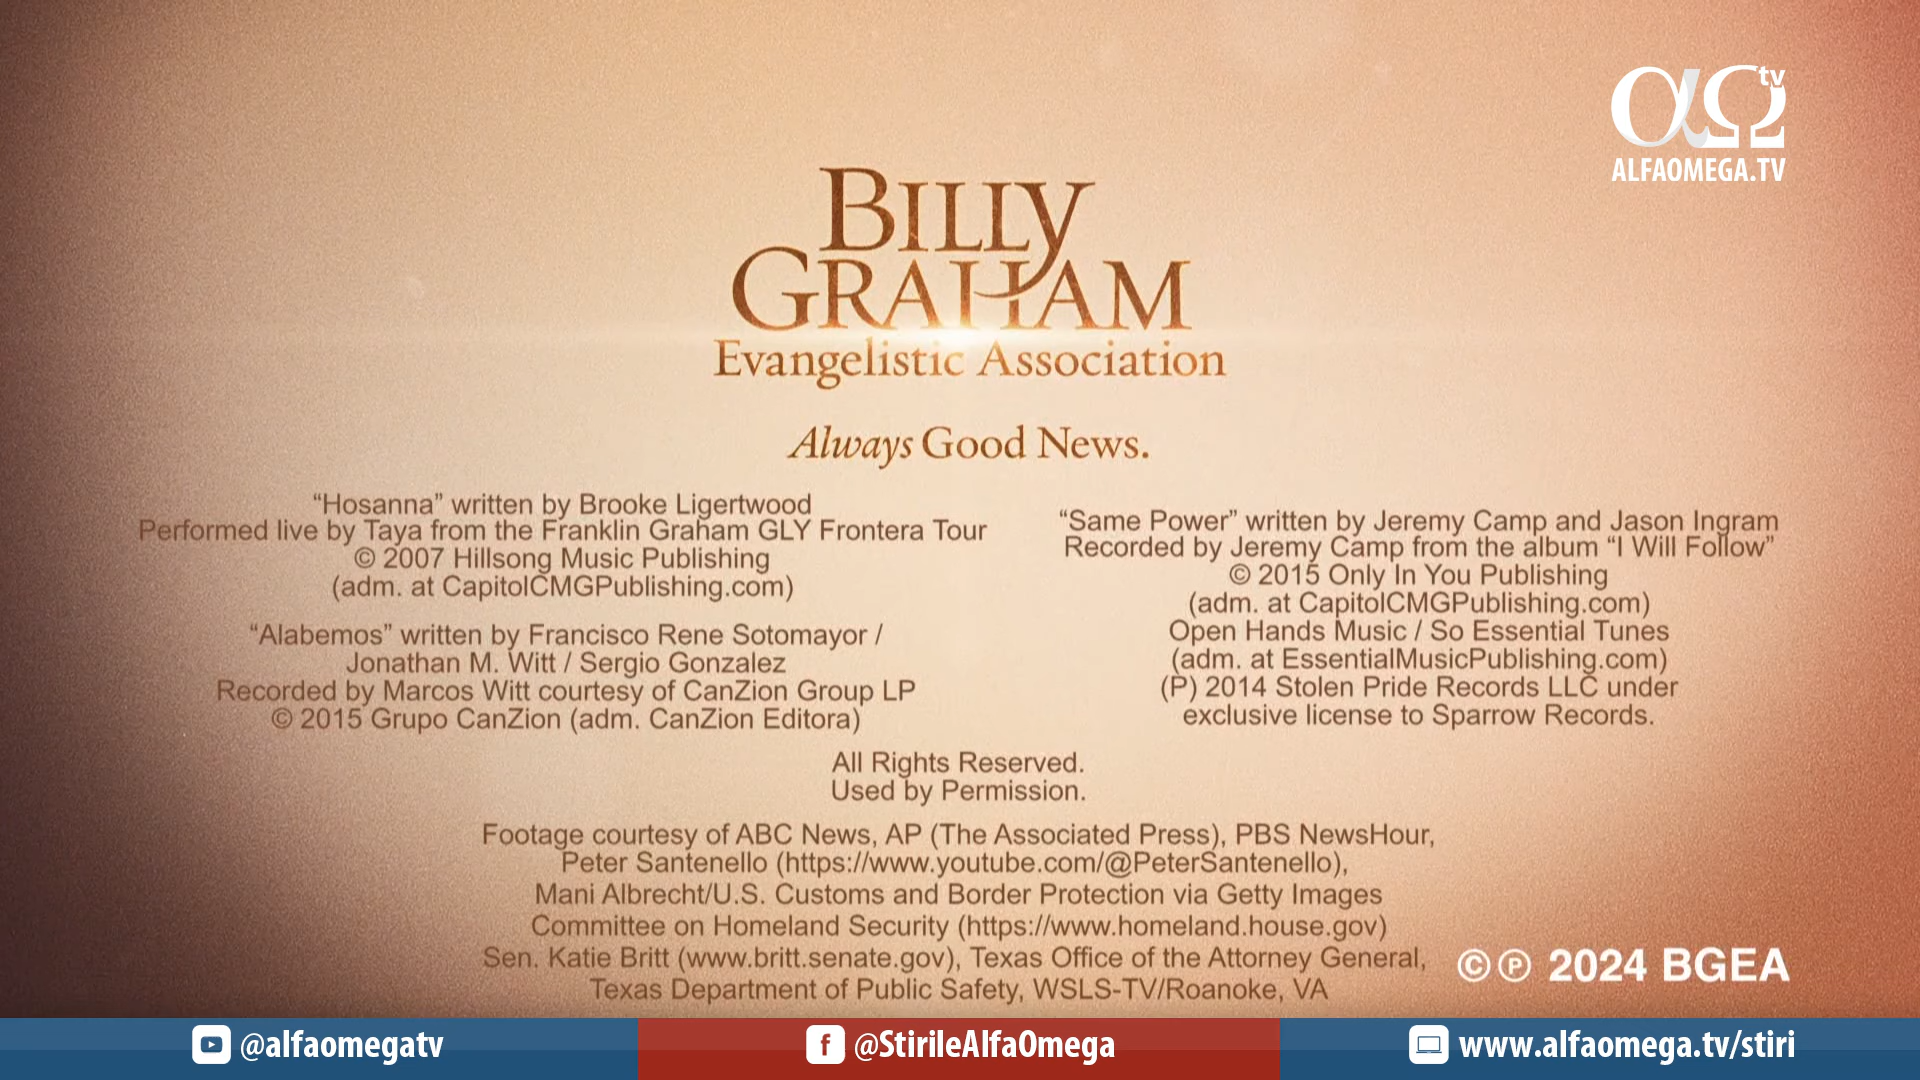 αΩ tv
ALFAOMEGA.TV
BILLY
GRAHAM
Evangelistic Association
Always Good News.
“Hosanna” written by Brooke Ligertwood
Performed live by Taya from the Franklin Graham GLY Frontera Tour
© 2007 Hillsong Music Publishing
(adm. at CapitolCMGPublishing.com)
“Alabemos” written by Francisco Rene Sotomayor /
Jonathan M. Witt / Sergio Gonzalez
Recorded by Marcos Witt courtesy of CanZion Group LP
© 2015 Grupo CanZion (adm. CanZion Editora)
“Same Power” written by Jeremy Camp and Jason Ingram
Recorded by Jeremy Camp from the album “I Will Follow”
© 2015 Only In You Publishing
(adm. at CapitolCMGPublishing.com)
Open Hands Music / So Essential Tunes
(adm. at EssentialMusicPublishing.com)
(P) 2014 Stolen Pride Records LLC under
exclusive license to Sparrow Records.
All Rights Reserved.
Used by Permission.
Footage courtesy of ABC News, AP (The Associated Press), PBS NewsHour,
Peter Santenello (https://www.youtube.com/@PeterSantenello),
Mani Albrecht/U.S. Customs and Border Protection via Getty Images
Committee on Homeland Security (https://www.homeland.house.gov)
Sen. Katie Britt (www.britt.senate.gov), Texas Office of the Attorney General,
Texas Department of Public Safety, WSLS-TV/Roanoke, VA
©℗ 2024 BGEA
@alfaomegatv
@StirileAlfaOmega
www.alfaomega.tv/stiri